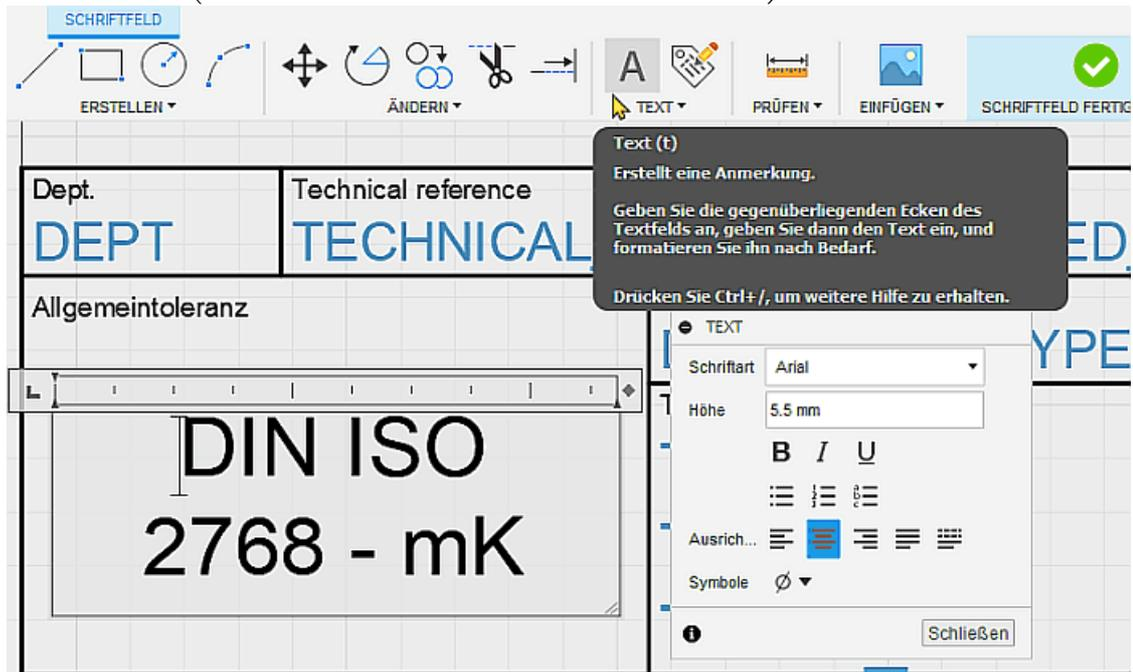 SCHRIFTFELD
ERSTELLEN
ÄNDERN
A
TEXT
PRÜFEN
EINFÜGEN
SCHRIFTFELD FERTIG
Text (t)
Erstellt eine Anmerkung.
Geben Sie die gegenüberliegenden Ecken des
Textfelds an, geben Sie dann den Text ein, und
formatieren Sie ihn nach Bedarf.
Drücken Sie Ctrl+/, um weitere Hilfe zu erhalten.
Dept.
Technical reference
DEPT
TECHNICAL_
ED_
Allgemeintoleranz
YPE
DIN ISO
2768 - mK
TEXT
Schriftart Arial
Höhe 5.5 mm
B I U
Ausrich...
Symbole Ø
Schließen